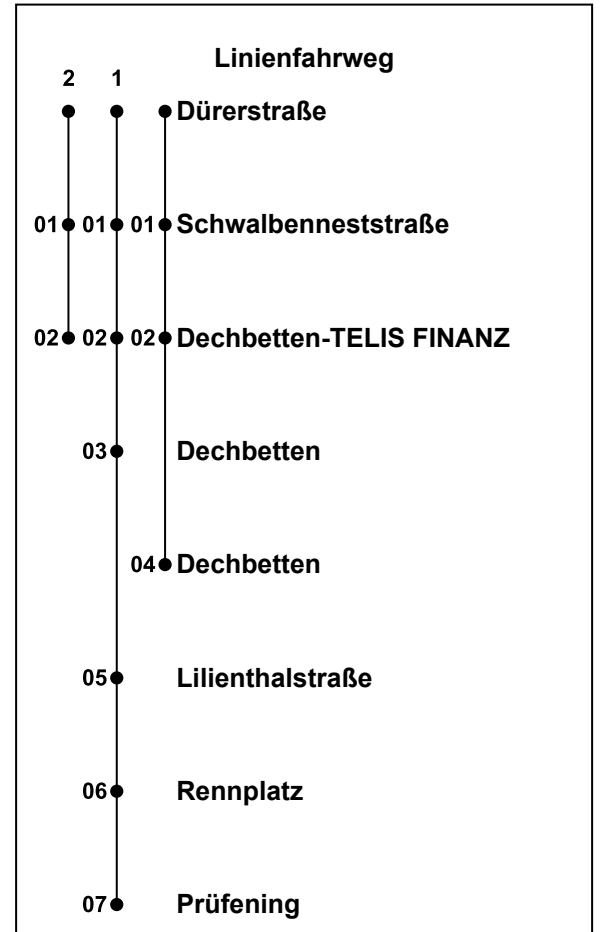 Linienfahrweg
2 1
Dürerstraße
01 01 01 Schwalbenneststraße
02 02 02 Dechbetten-TELIS FINANZ
03 Dechbetten
04 Dechbetten
05 Lilienthalstraße
06 Rennplatz
07 Prüfening